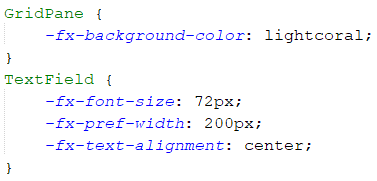 GridPane {
    -fx-background-color: lightcoral;
}
TextField {
    -fx-font-size: 72px;
    -fx-pref-width: 200px;
    -fx-text-alignment: center;
}